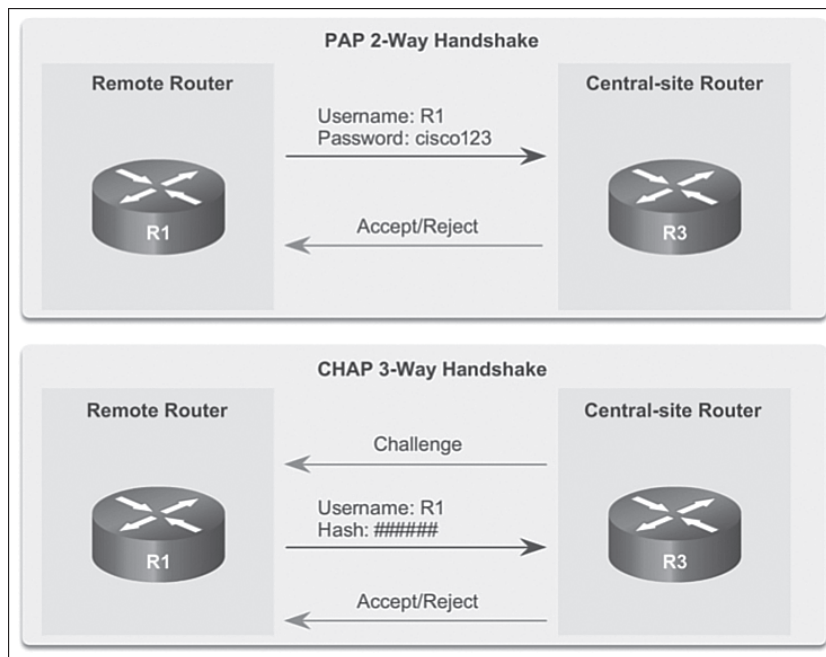 PAP 2-Way Handshake
Remote Router
Central-site Router
Username: R1
Password: cisco123
Accept/Reject
R1
R3
CHAP 3-Way Handshake
Remote Router
Central-site Router
Challenge
Username: R1
Hash: ######
R1
R3
Accept/Reject